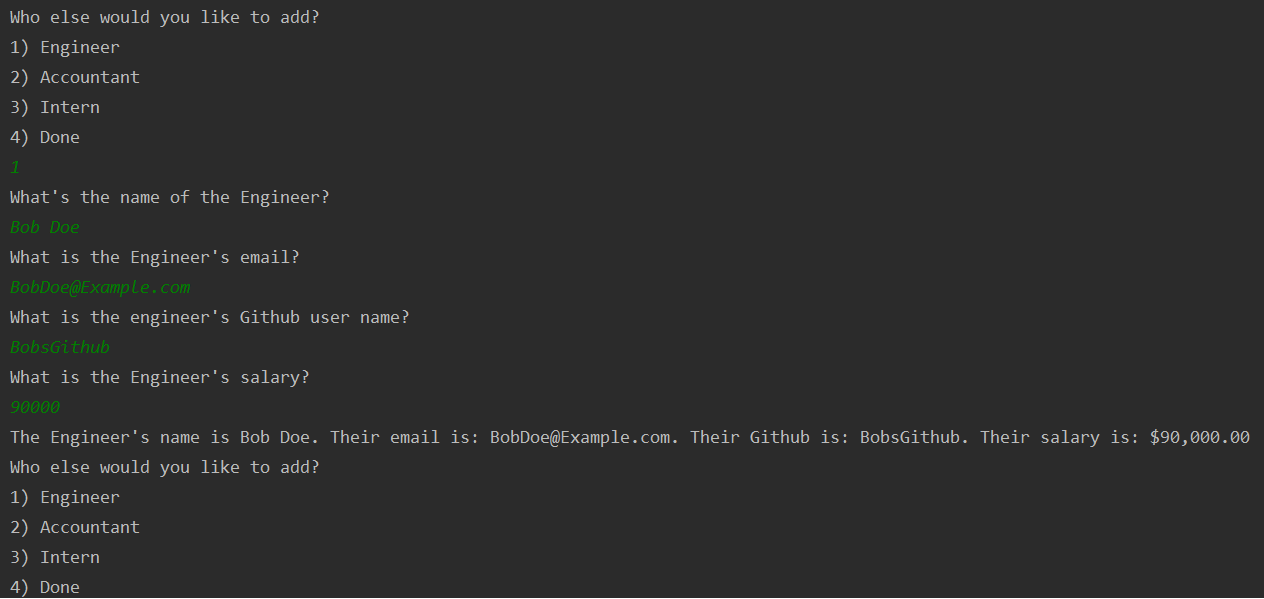 Who else would you like to add?
1) Engineer
2) Accountant
3) Intern
4) Done
1
What's the name of the Engineer?
Bob Doe
What is the Engineer's email?
BobDoe@Example.com
What is the engineer's Github user name?
BobsGithub
What is the Engineer's salary?
90000
The Engineer's name is Bob Doe. Their email is: BobDoe@Example.com. Their Github is: BobsGithub. Their salary is: $90,000.00
Who else would you like to add?
1) Engineer
2) Accountant
3) Intern
4) Done